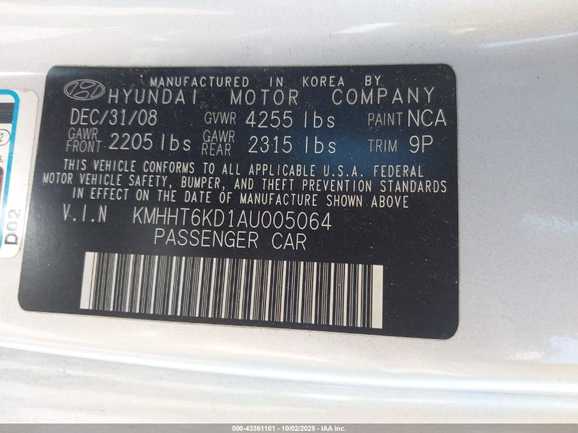 MANUFACTURED IN KOREA BY
HYUNDAI MOTOR COMPANY
DEC/31/08 GVWR 4255 lbs PAINT NCA
GAWR FRONT 2205 lbs GAWR REAR 2315 lbs TRIM 9P
THIS VEHICLE CONFORMS TO ALL APPLICABLE U.S.A. FEDERAL
MOTOR VEHICLE SAFETY, BUMPER, AND THEFT PREVENTION STANDARDS
IN EFFECT ON THE DATE OF MANUFACTURE SHOWN ABOVE
V.I.N KMHHT6KD1AU005064
PASSENGER CAR
D02
000-43361101 - 10/02/2025 - IAA Inc.